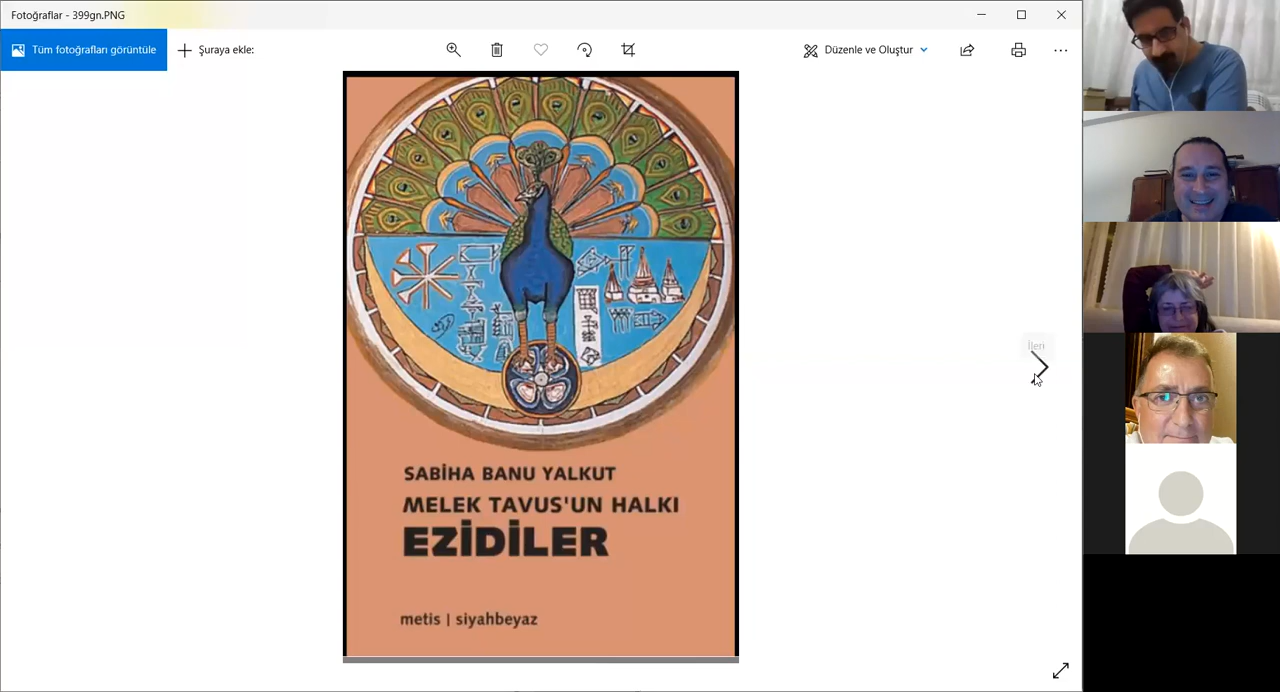 Fotoğraflar - 399gn.PNG
Tüm fotoğrafları görüntüle
Şuraya ekle:
Düzenle ve Oluştur
İleri
SABİHA BANU YALKUT
MELEK TAVUS'UN HALKI
EZİDİLER
metis | siyahbeyaz